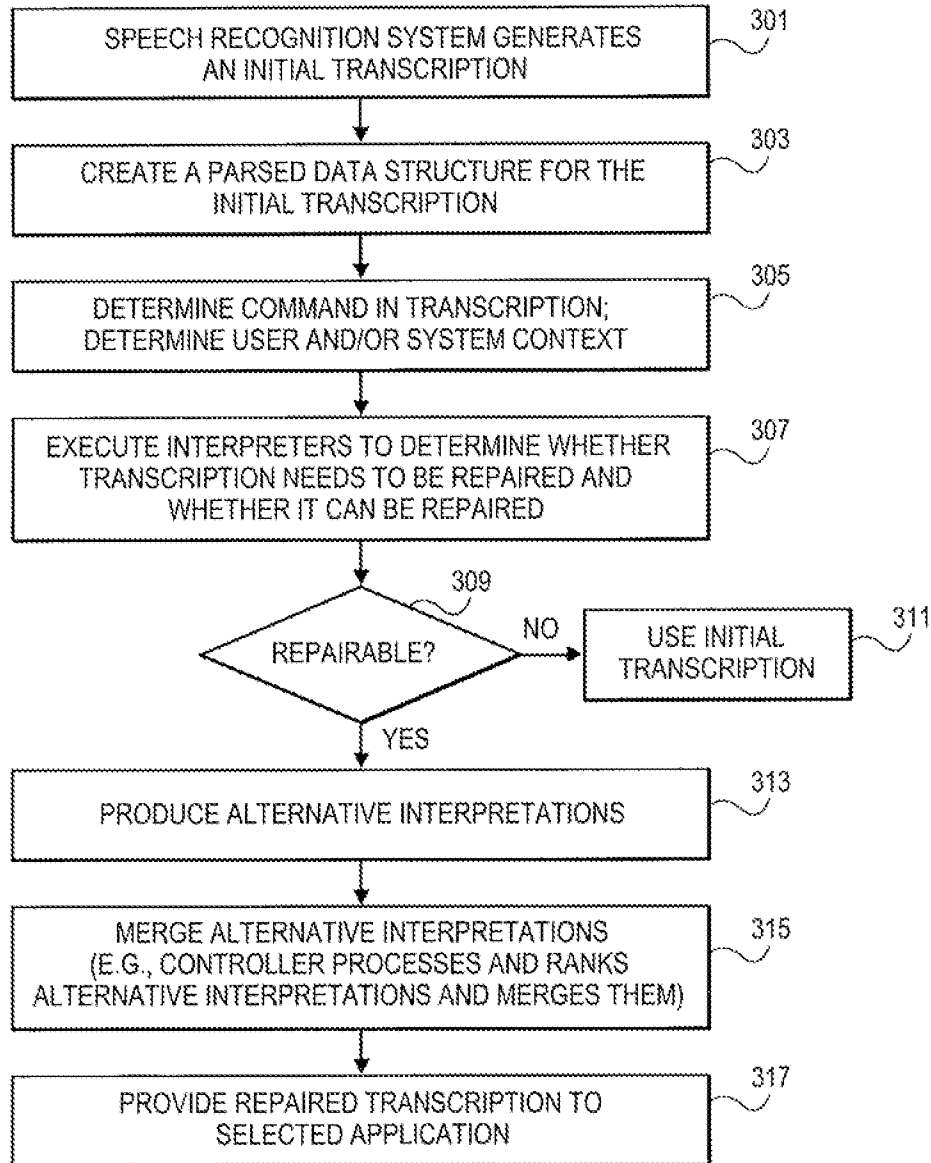 SPEECH RECOGNITION SYSTEM GENERATES
AN INITIAL TRANSCRIPTION
301
CREATE A PARSED DATA STRUCTURE FOR THE
INITIAL TRANSCRIPTION
303
DETERMINE COMMAND IN TRANSCRIPTION;
DETERMINE USER AND/OR SYSTEM CONTEXT
305
EXECUTE INTERPRETERS TO DETERMINE WHETHER
TRANSCRIPTION NEEDS TO BE REPAIRED AND
WHETHER IT CAN BE REPAIRED
307
REPAIRABLE?
309
NO
USE INITIAL
TRANSCRIPTION
311
YES
PRODUCE ALTERNATIVE INTERPRETATIONS
313
MERGE ALTERNATIVE INTERPRETATIONS
(E.G., CONTROLLER PROCESSES AND RANKS
ALTERNATIVE INTERPRETATIONS AND MERGES THEM)
315
PROVIDE REPAIRED TRANSCRIPTION TO
SELECTED APPLICATION
317